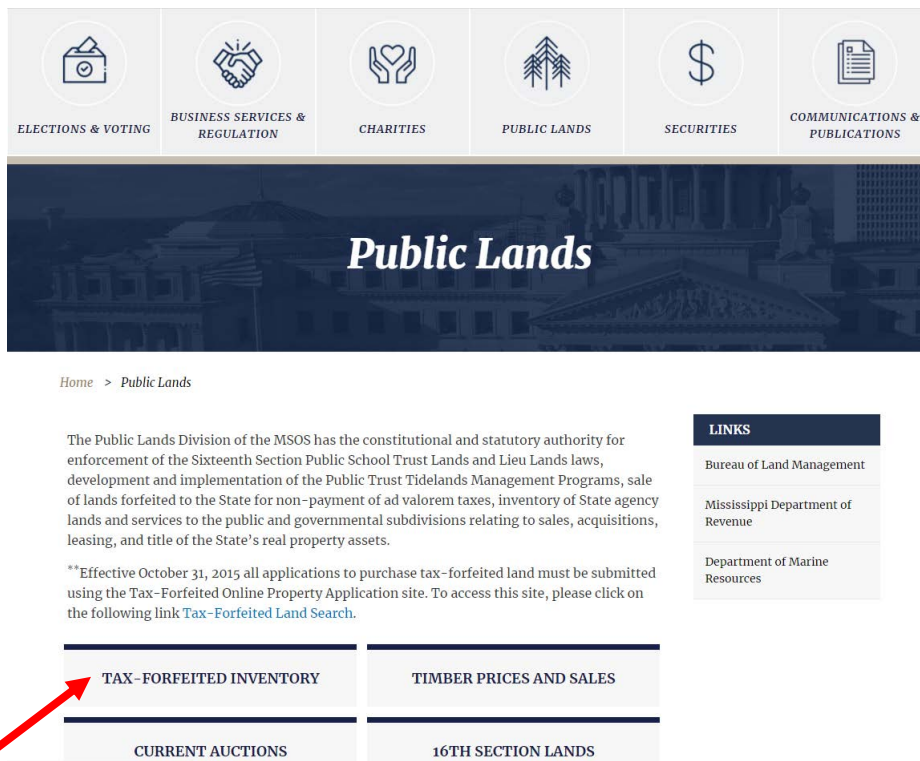 ELECTIONS & VOTING
BUSINESS SERVICES &
REGULATION
CHARITIES
PUBLIC LANDS
SECURITIES
COMMUNICATIONS &
PUBLICATIONS
Public Lands
Home > Public Lands
The Public Lands Division of the MSOS has the constitutional and statutory authority for
enforcement of the Sixteenth Section Public School Trust Lands and Lieu Lands laws,
development and implementation of the Public Trust Tidelands Management Programs, sale
of lands forfeited to the State for non-payment of ad valorem taxes, inventory of State agency
lands and services to the public and governmental subdivisions relating to sales, acquisitions,
leasing, and title of the State's real property assets.
**Effective October 31, 2015 all applications to purchase tax-forfeited land must be submitted
using the Tax-Forfeited Online Property Application site. To access this site, please click on
the following link Tax-Forfeited Land Search.
LINKS
Bureau of Land Management
Mississippi Department of
Revenue
Department of Marine
Resources
TAX-FORFEITED INVENTORY
TIMBER PRICES AND SALES
CURRENT AUCTIONS
16TH SECTION LANDS